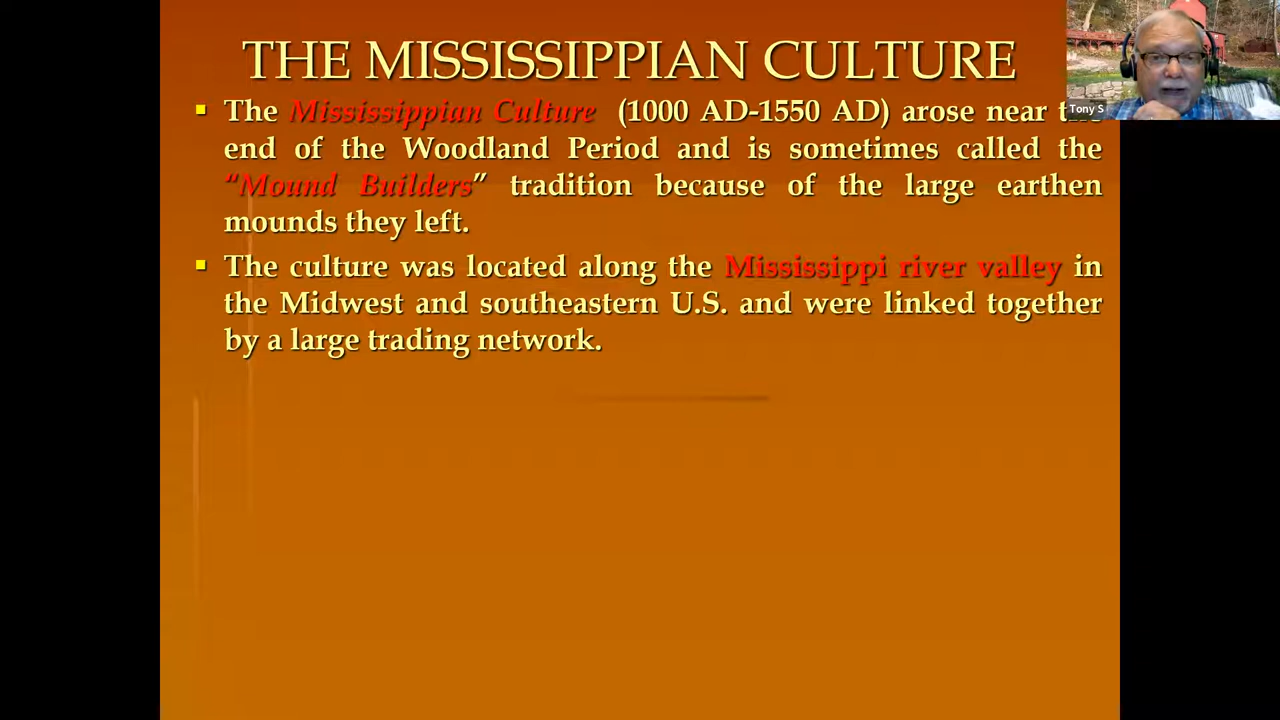 THE MISSISSIPPIAN CULTURE
▪ The Mississippian Culture (1000 AD-1550 AD) arose near
end of the Woodland Period and is sometimes called the
“Mound Builders” tradition because of the large earthen
mounds they left.
▪ The culture was located along the Mississippi river valley in
the Midwest and southeastern U.S. and were linked together
by a large trading network.
Tony S